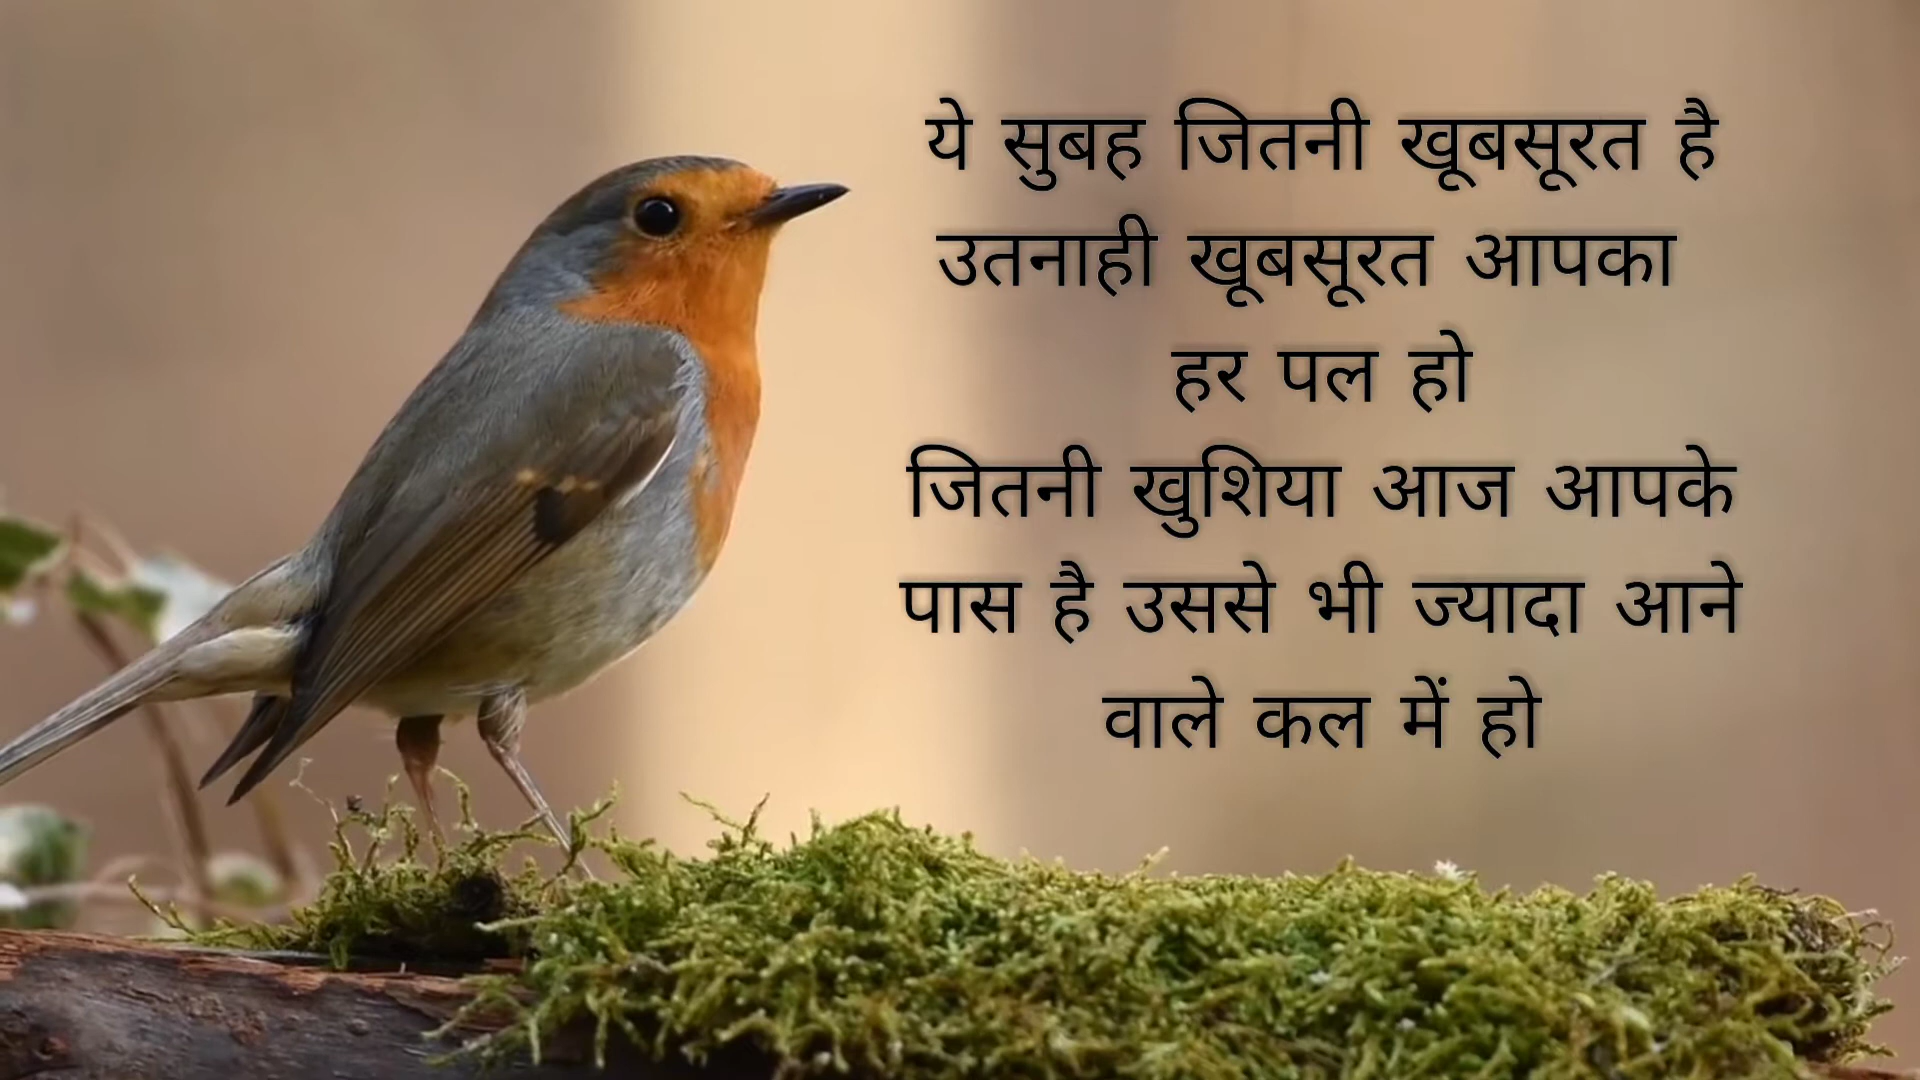 ये सुबह जितनी खूबसूरत है
उतनाही खूबसूरत आपका
हर पल हो
जितनी खुशिया आज आपके
पास है उससे भी ज्यादा आने
वाले कल में हो